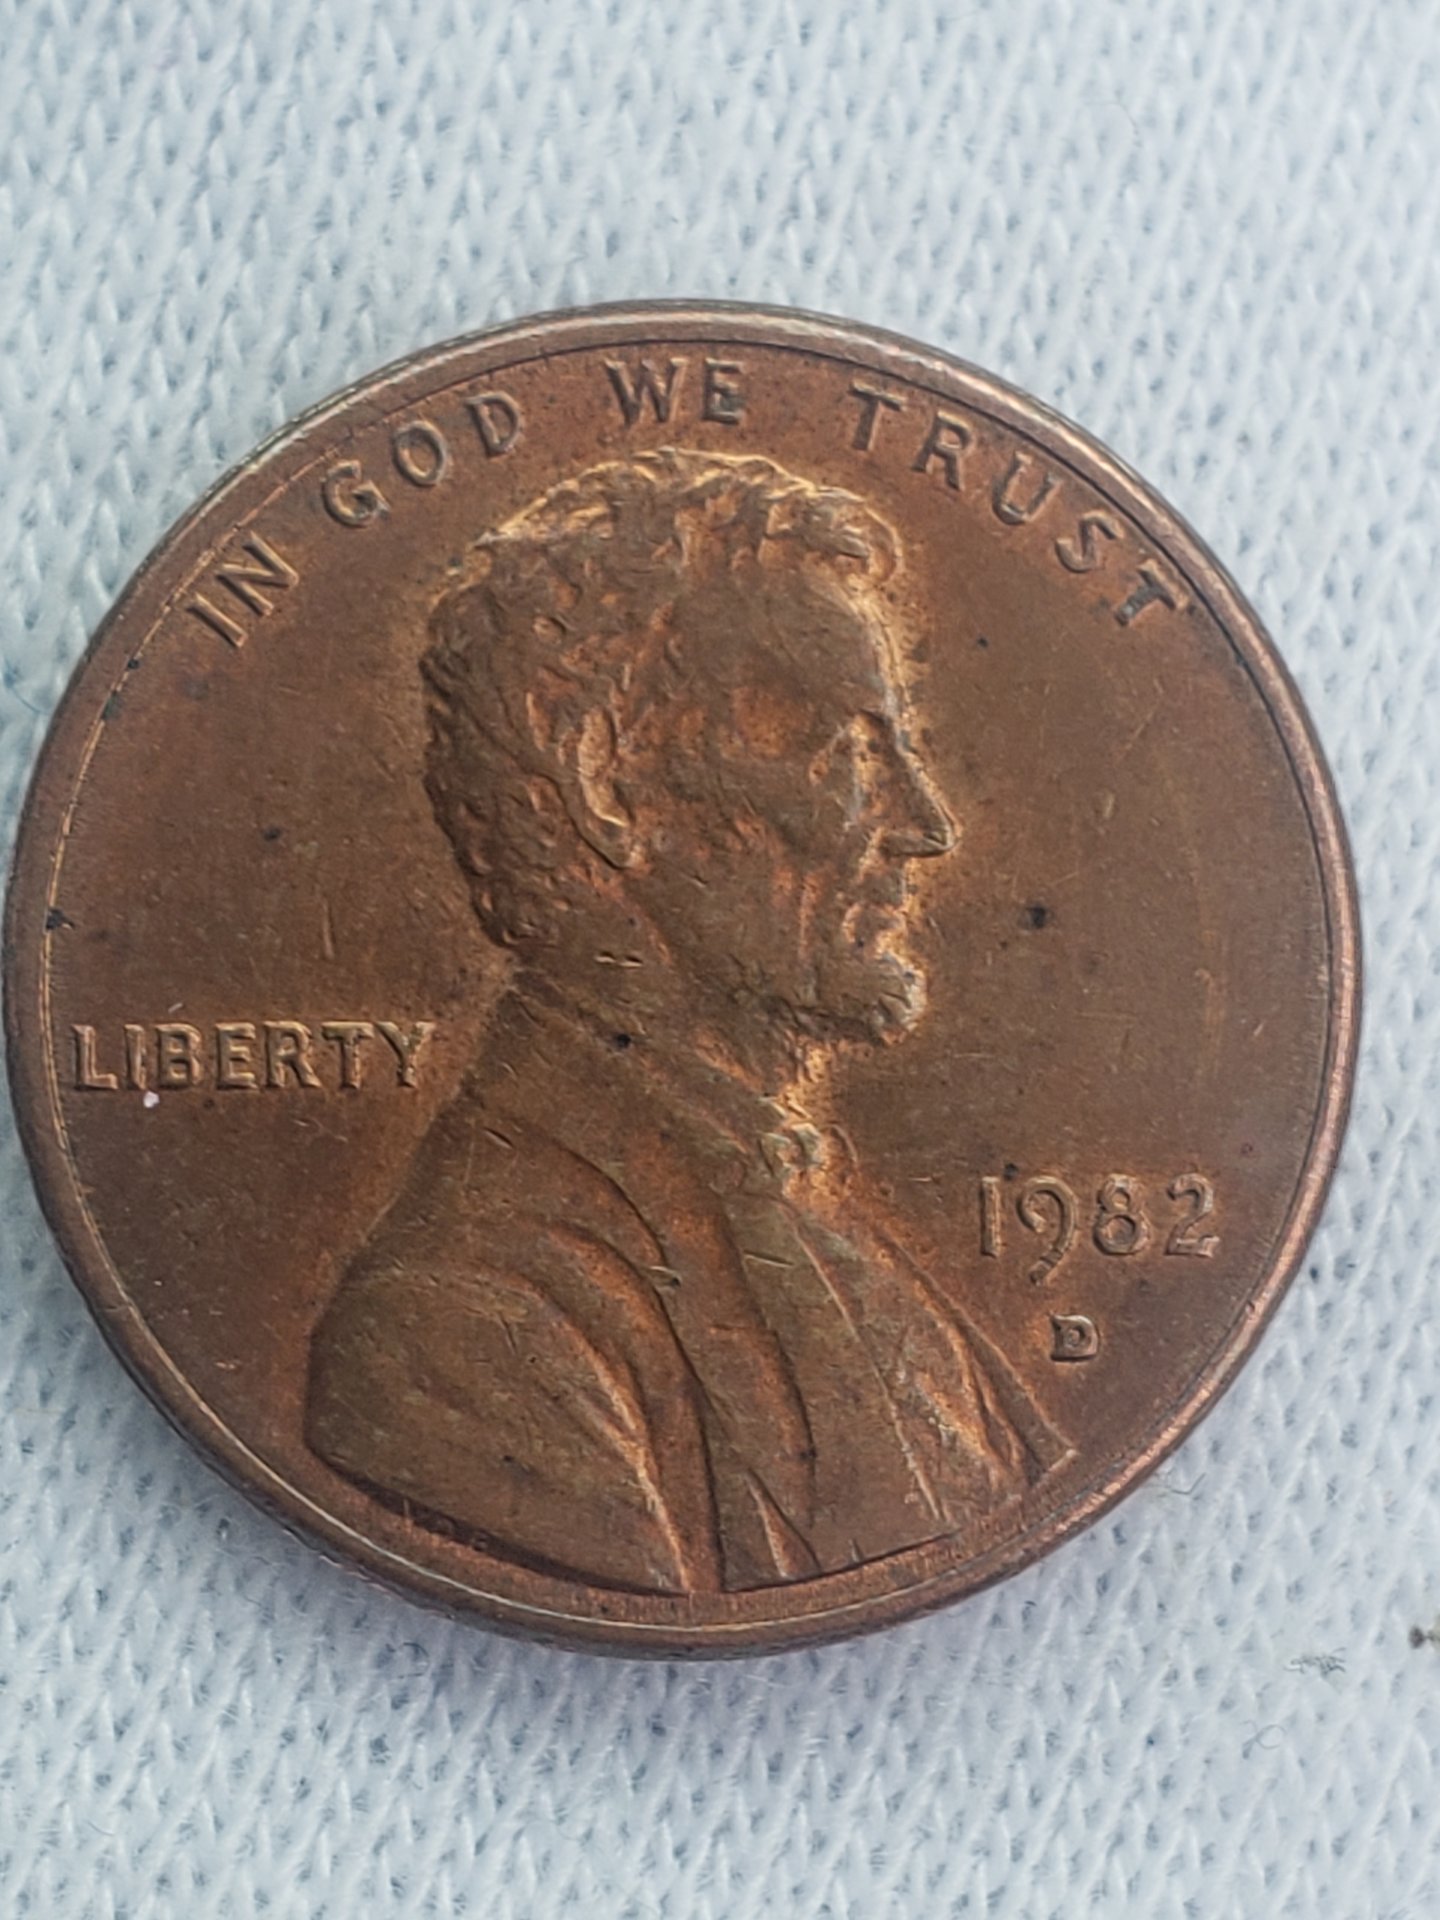 IN GOD WE TRUST
LIBERTY
1982
D